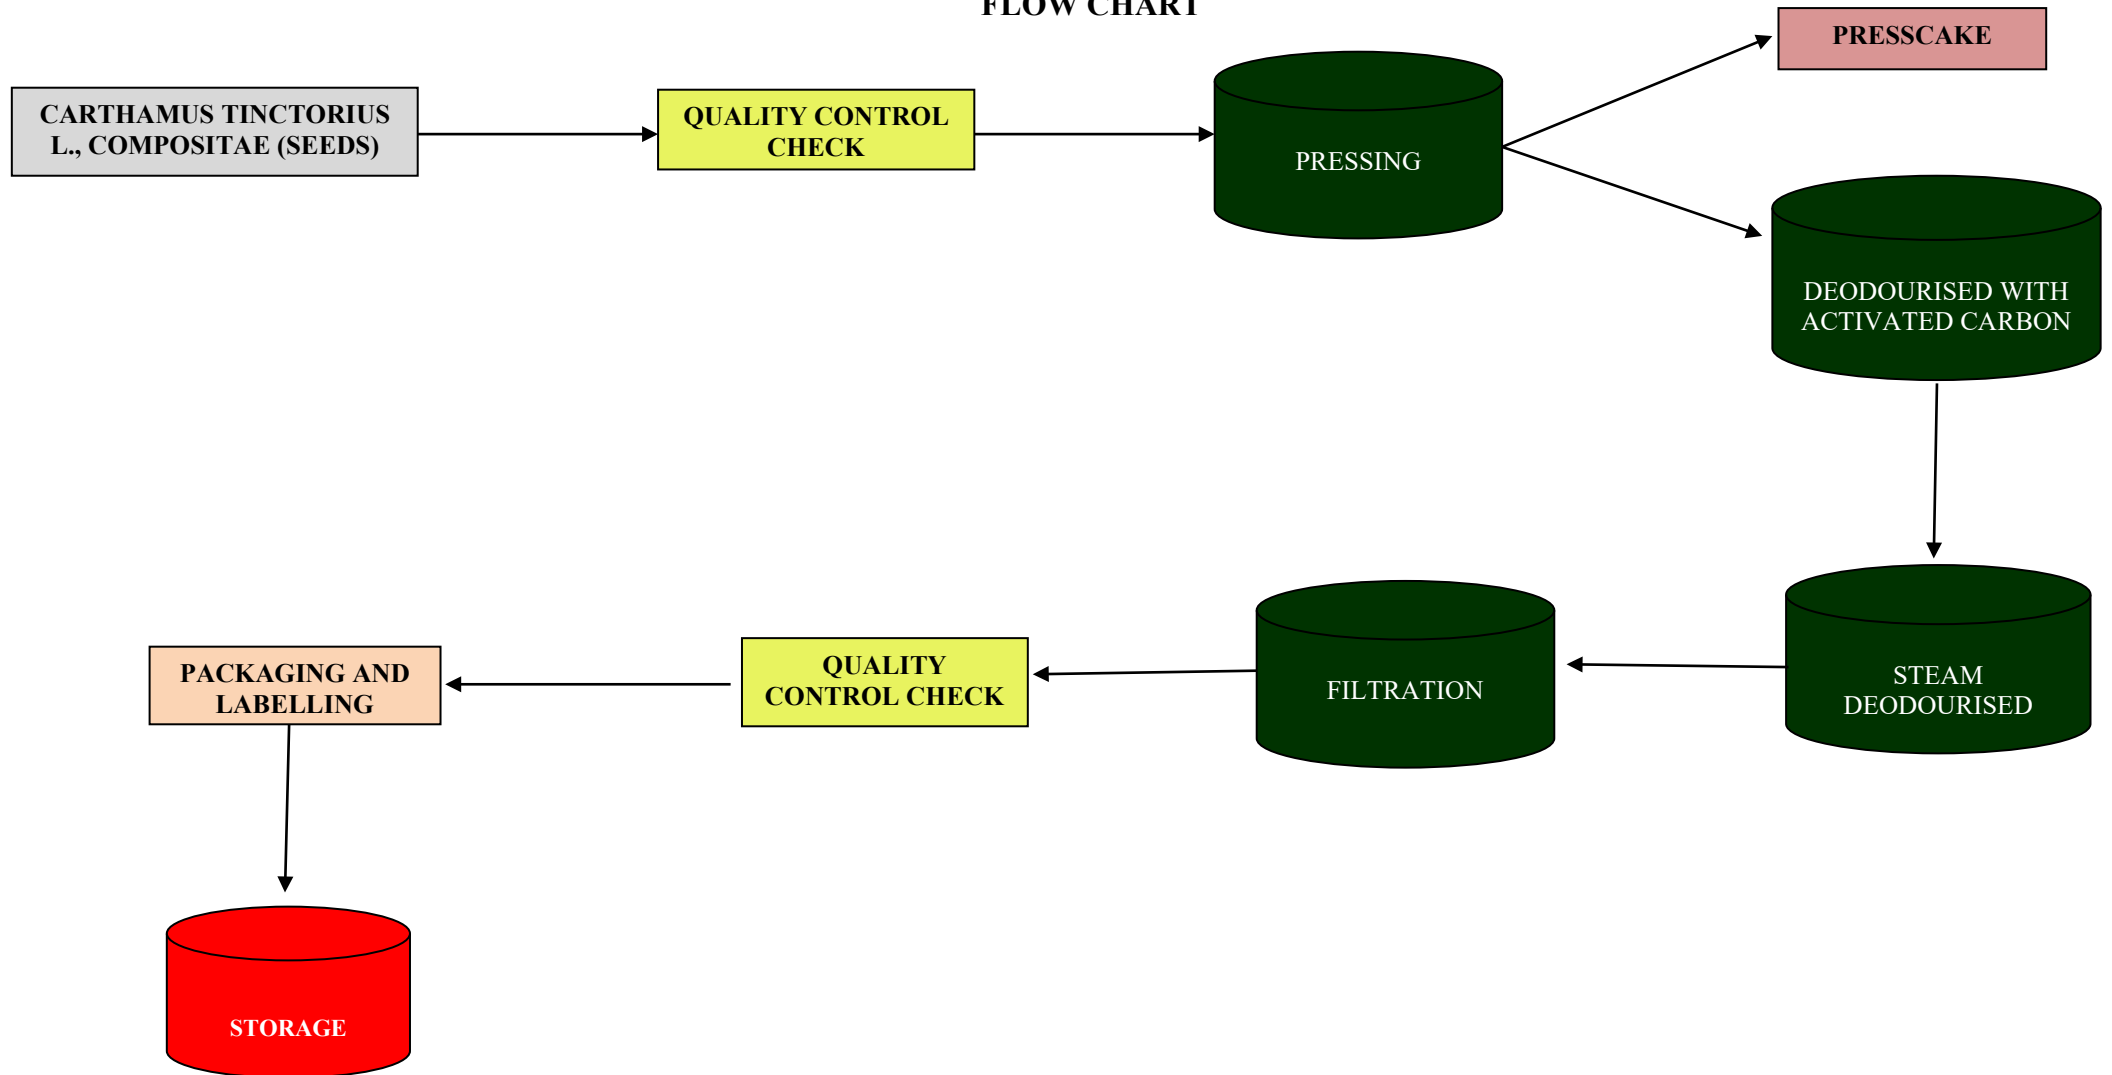 FLOW CHART
PRESSCAKE
CARTHAMUS TINCTORIUS
L., COMPOSITAE (SEEDS)
QUALITY CONTROL
CHECK
PRESSING
DEODOURISED WITH
ACTIVATED CARBON
STEAM
DEODOURISED
FILTRATION
QUALITY
CONTROL CHECK
PACKAGING AND
LABELLING
STORAGE